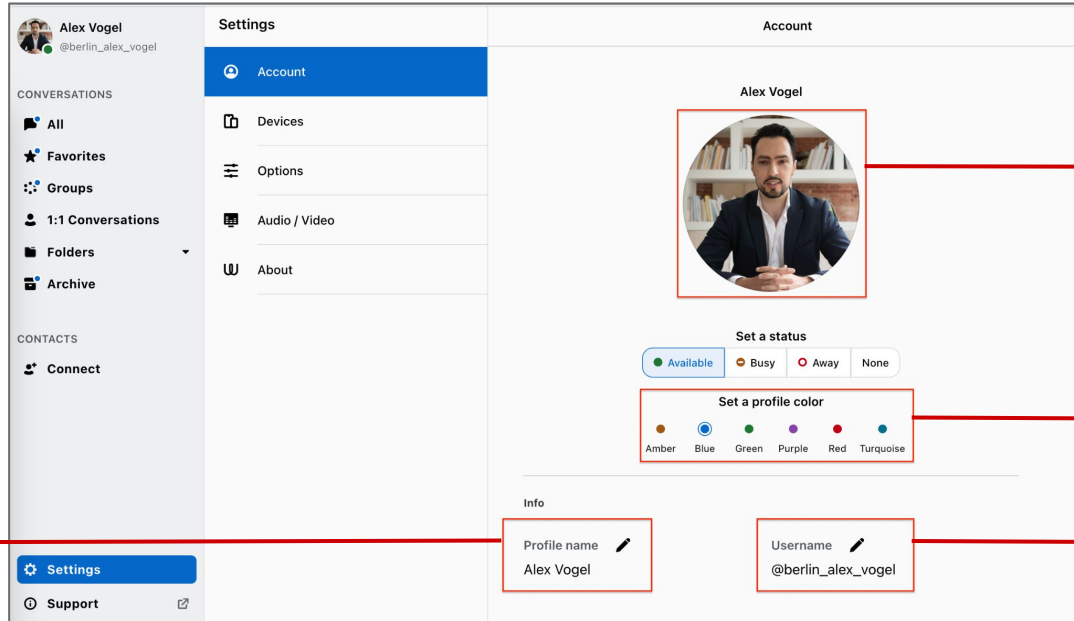 Alex Vogel
@berlin_alex_vogel
CONVERSATIONS
All
Favorites
Groups
1:1 Conversations
Folders
Archive
CONTACTS
Connect
Settings
Support
Settings
Account
Devices
Options
Audio / Video
About
Account
Alex Vogel
Set a status
Available Busy Away None
Set a profile color
Amber Blue Green Purple Red Turquoise
Info
Profile name Username
Alex Vogel @berlin_alex_vogel